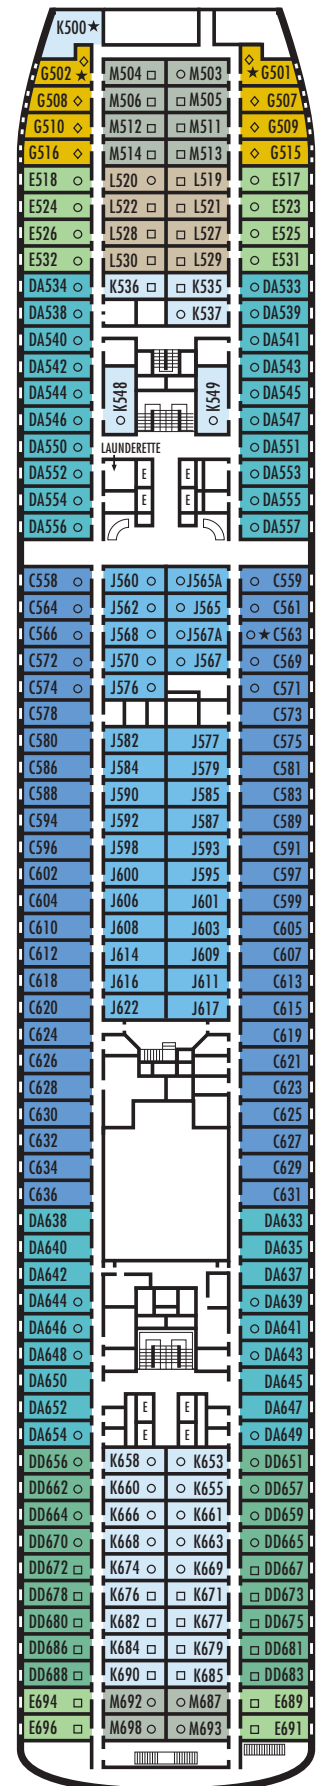 K500★
G502 ★ M504 □ ○ M503 ★ G501
G508 ◇ M506 □ □ M505 ◇ G507
G510 ◇ M512 □ □ M511 ◇ G509
G516 ◇ M514 □ □ M513 ◇ G515
E518 ○ L520 ○ □ L519 ○ E517
E524 ○ L522 □ □ L521 ○ E523
E526 ○ L528 □ □ L527 ○ E525
E532 ○ L530 □ □ L529 ○ E531
DA534 ○ K536 □ □ K535 ○ DA533
DA538 ○ ○ K537 ○ DA539
DA540 ○ ○ DA541
DA542 ○ ○ DA543
DA544 ○ ○ K548 ○ K549 ○ DA545
DA546 ○ ○ DA547
DA550 ○ LAUNDERETTE ○ DA551
DA552 ○ E E ○ DA553
DA554 ○ E E ○ DA555
DA556 ○ ○ DA557
C558 ○ J560 ○ ○ J565A ○ C559
C564 ○ J562 ○ ○ J565 ○ C561
C566 ○ J568 ○ ○ J567A ○ ★ C563
C572 ○ J570 ○ ○ J567 ○ C569
C574 ○ J576 ○ ○ C571
C578 C573
C580 J582 J577 C575
C586 J584 J579 C581
C588 J590 J585 C583
C594 J592 J587 C589
C596 J598 J593 C591
C602 J600 J595 C597
C604 J606 J601 C599
C610 J608 J603 C605
C612 J614 J609 C607
C618 J616 J611 C613
C620 J622 J617 C615
C624 C619
C626 C621
C628 C623
C630 C625
C632 C627
C634 C629
C636 C631
DA638 DA633
DA640 DA635
DA642 DA637
DA644 ○ ○ DA639
DA646 ○ ○ DA641
DA648 ○ ○ DA643
DA650 DA645
DA652 E E DA647
DA654 ○ E E ○ DA649
DD656 ○ K658 ○ ○ K653 ○ DD651
DD662 ○ K660 ○ ○ K655 ○ DD657
DD664 ○ K666 ○ ○ K661 ○ DD659
DD670 ○ K668 ○ ○ K663 ○ DD665
DD672 □ K674 ○ ○ K669 □ DD667
DD678 □ K676 □ □ K671 □ DD673
DD680 □ K682 □ □ K677 □ DD675
DD686 □ K684 □ □ K679 □ DD681
DD688 □ K690 □ □ K685 □ DD683
E694 □ M692 ○ ○ M687 □ E689
E696 □ M698 ○ ○ M693 □ E691